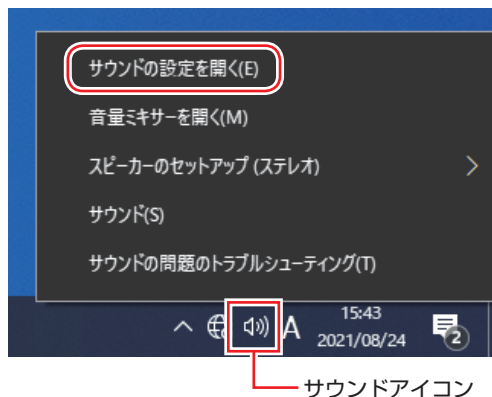 サウンドの設定を開く(E)
音量ミキサーを開く(M)
スピーカーのセットアップ (ステレオ)
サウンド(S)
サウンドの問題のトラブルシューティング(T)
A
15:43
2021/08/24
2
サウンドアイコン